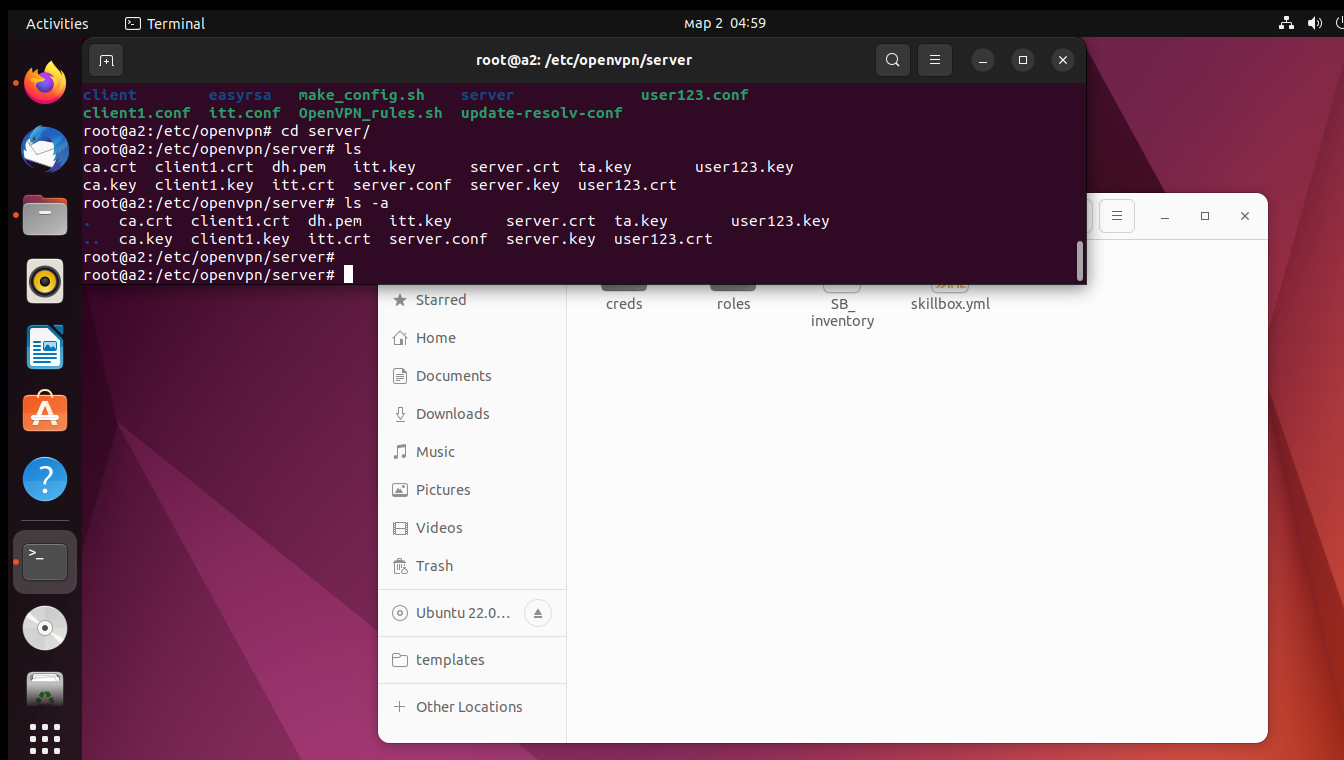 Activities Terminal мар 2 04:59
root@a2: /etc/openvpn/server
client easyrsa make_config.sh server user123.conf
client1.conf itt.conf OpenVPN_rules.sh update-resolv-conf
root@a2:/etc/openvpn# cd server/
root@a2:/etc/openvpn/server# ls
ca.crt client1.crt dh.pem itt.key server.crt ta.key user123.key
ca.key client1.key itt.crt server.conf server.key user123.crt
root@a2:/etc/openvpn/server# ls -a
. ca.crt client1.crt dh.pem itt.key server.crt ta.key user123.key
.. ca.key client1.key itt.crt server.conf server.key user123.crt
root@a2:/etc/openvpn/server#
root@a2:/etc/openvpn/server#
Starred
Home
Documents
Downloads
Music
Pictures
Videos
Trash
Ubuntu 22.0...
templates
Other Locations
creds
roles
SB_
inventory
skillbox.yml